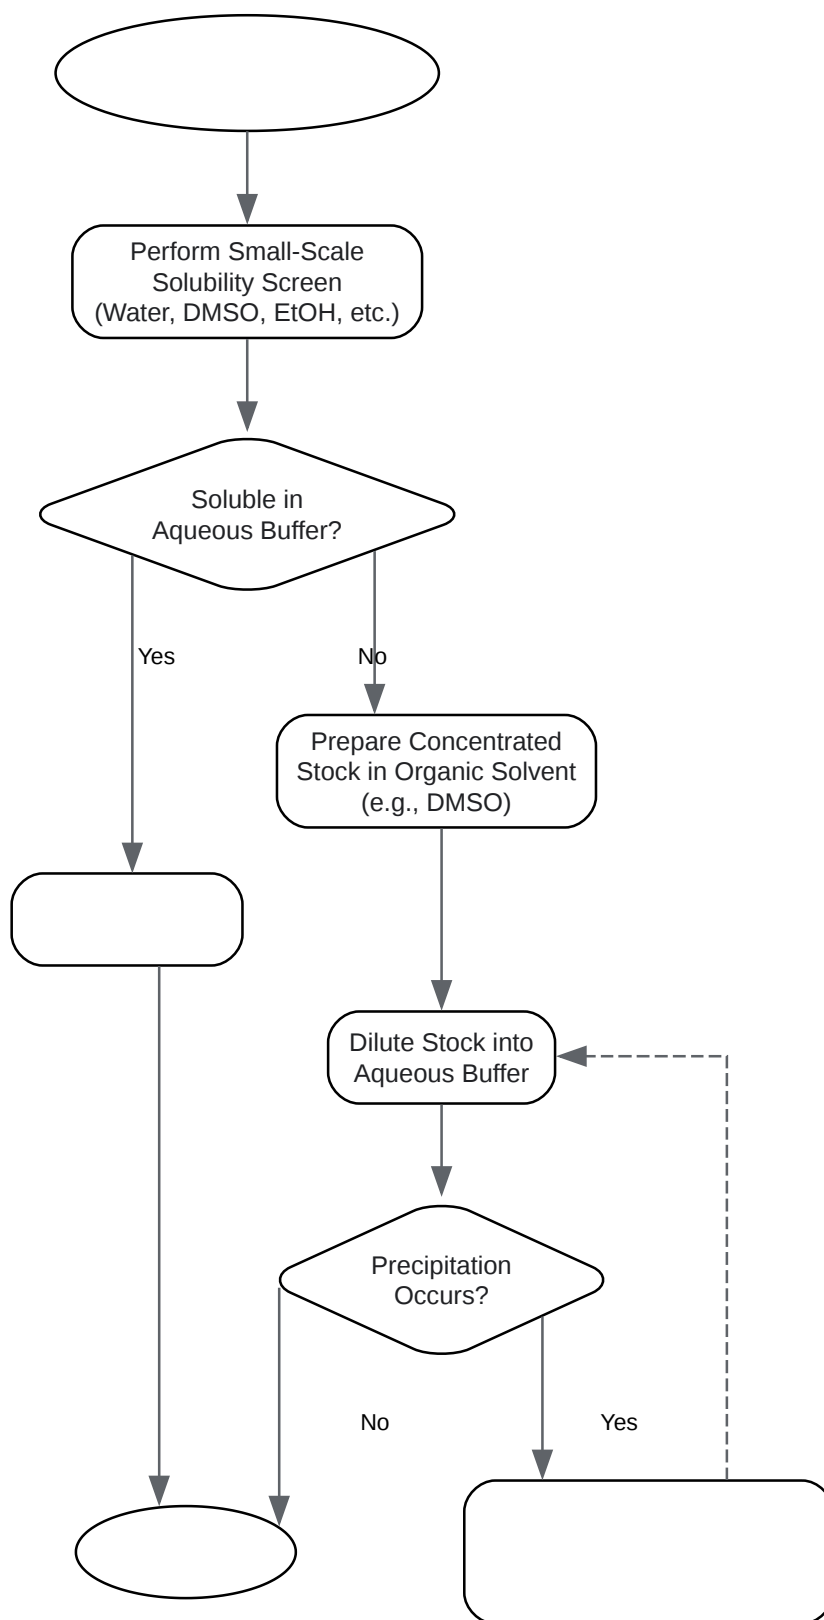 Perform Small-Scale
Solubility Screen
(Water, DMSO, EtOH, etc.)
Soluble in
Aqueous Buffer?
Yes
No
Prepare Concentrated
Stock in Organic Solvent
(e.g., DMSO)
Dilute Stock into
Aqueous Buffer
Precipitation
Occurs?
No
Yes